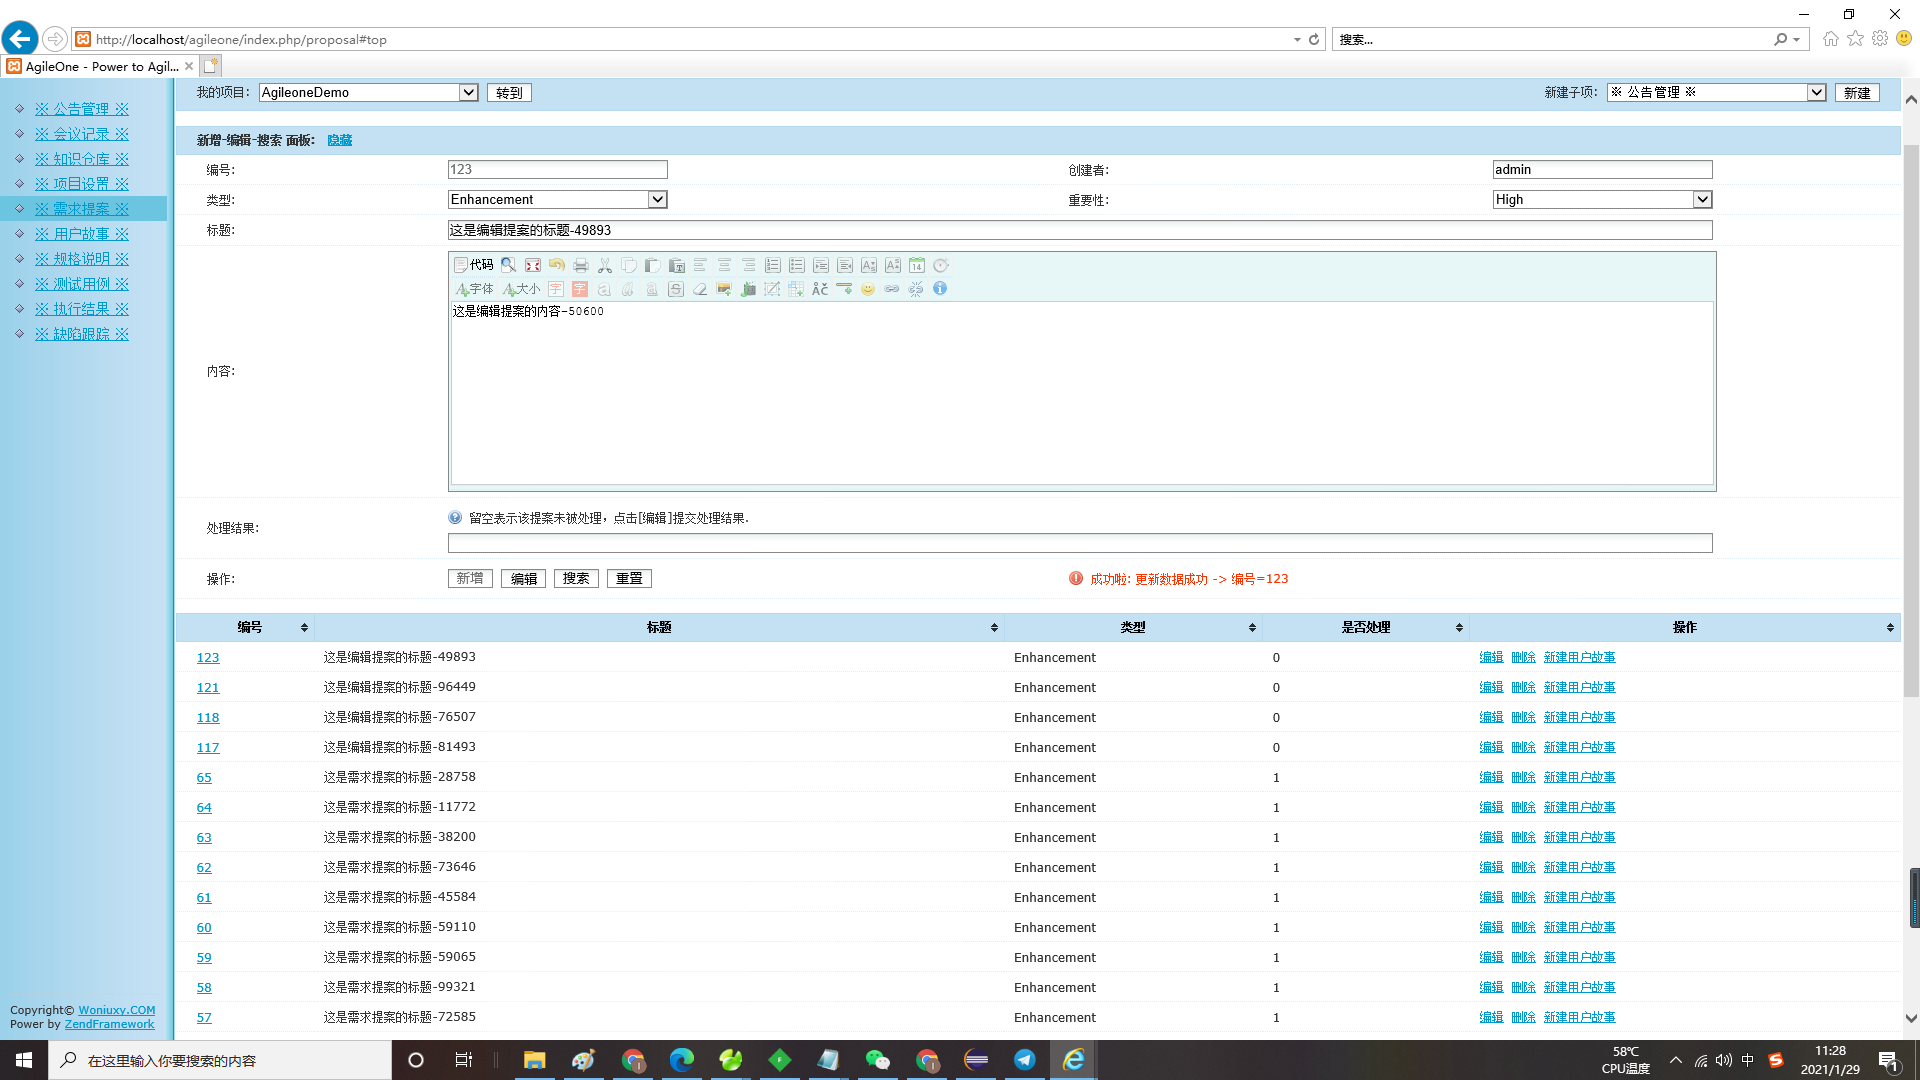 http://localhost/agileone/index.php/proposal#top
搜索...
AgileOne - Power to Agil...
※ 公告管理 ※
※ 会议记录 ※
※ 知识仓库 ※
※ 项目设置 ※
※ 需求提案 ※
※ 用户故事 ※
※ 规格说明 ※
※ 测试用例 ※
※ 执行结果 ※
※ 缺陷跟踪 ※
Copyright© Woniuxy.COM
Power by ZendFramework
我的项目: AgileoneDemo 转到 新建子项: ※ 公告管理 ※ 新建
新增-编辑-搜索 面板: 隐藏
编号: 123 创建者: admin
类型: Enhancement 重要性: High
标题: 这是编辑提案的标题-49893
代码 14
字体 大小 字 字
内容: 这是编辑提案的内容-50600
处理结果: 留空表示该提案未被处理，点击[编辑]提交处理结果.
操作: 新增 编辑 搜索 重置 成功啦: 更新数据成功 -> 编号=123
编号 标题 类型 是否处理 操作
123 这是编辑提案的标题-49893 Enhancement 0 编辑 删除 新建用户故事
121 这是编辑提案的标题-96449 Enhancement 0 编辑 删除 新建用户故事
118 这是编辑提案的标题-76507 Enhancement 0 编辑 删除 新建用户故事
117 这是编辑提案的标题-81493 Enhancement 0 编辑 删除 新建用户故事
65 这是需求提案的标题-28758 Enhancement 1 编辑 删除 新建用户故事
64 这是需求提案的标题-11772 Enhancement 1 编辑 删除 新建用户故事
63 这是需求提案的标题-38200 Enhancement 1 编辑 删除 新建用户故事
62 这是需求提案的标题-73646 Enhancement 1 编辑 删除 新建用户故事
61 这是需求提案的标题-45584 Enhancement 1 编辑 删除 新建用户故事
60 这是需求提案的标题-59110 Enhancement 1 编辑 删除 新建用户故事
59 这是需求提案的标题-59065 Enhancement 1 编辑 删除 新建用户故事
58 这是需求提案的标题-99321 Enhancement 1 编辑 删除 新建用户故事
57 这是需求提案的标题-72585 Enhancement 1 编辑 删除 新建用户故事
在这里输入你要搜索的内容
58℃
CPU温度
中
11:28
2021/1/29
1